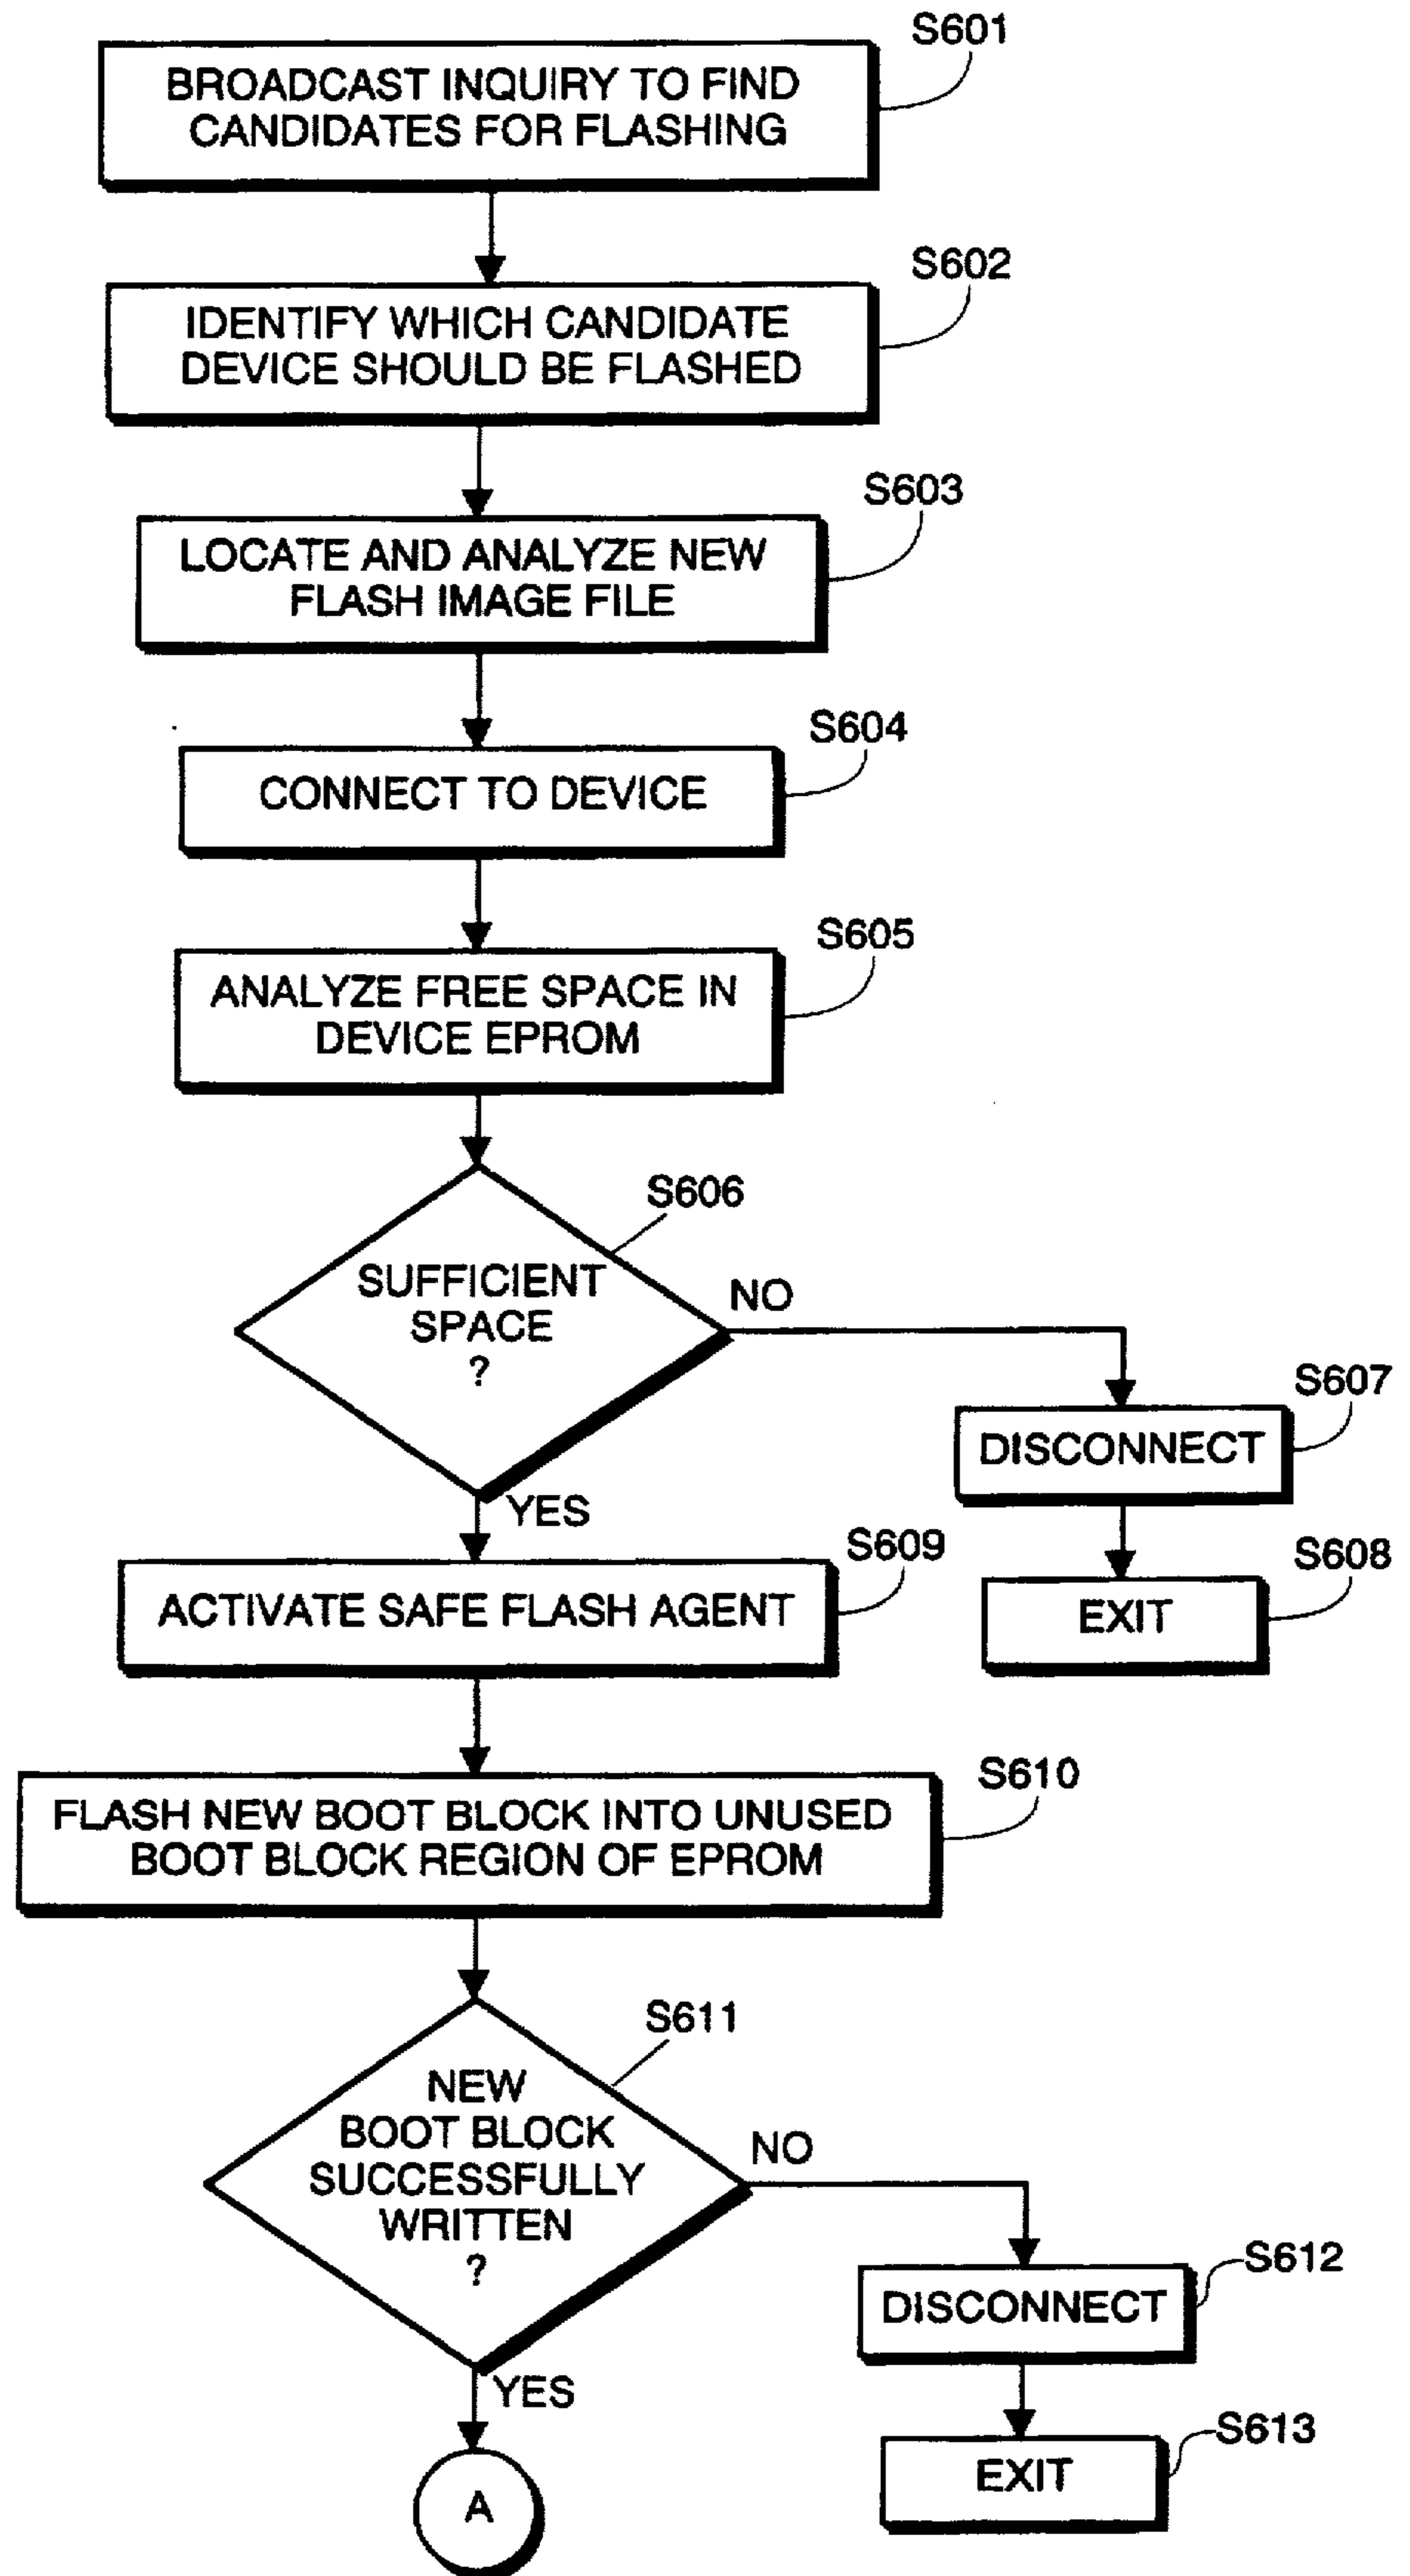 S601
BROADCAST INQUIRY TO FIND
CANDIDATES FOR FLASHING
S602
IDENTIFY WHICH CANDIDATE
DEVICE SHOULD BE FLASHED
S603
LOCATE AND ANALYZE NEW
FLASH IMAGE FILE
S604
CONNECT TO DEVICE
S605
ANALYZE FREE SPACE IN
DEVICE EPROM
S606
SUFFICIENT
SPACE
?
NO
S607
DISCONNECT
S608
EXIT
YES
S609
ACTIVATE SAFE FLASH AGENT
S610
FLASH NEW BOOT BLOCK INTO UNUSED
BOOT BLOCK REGION OF EPROM
S611
NEW
BOOT BLOCK
SUCCESSFULLY
WRITTEN
?
NO
S612
DISCONNECT
S613
EXIT
YES
A